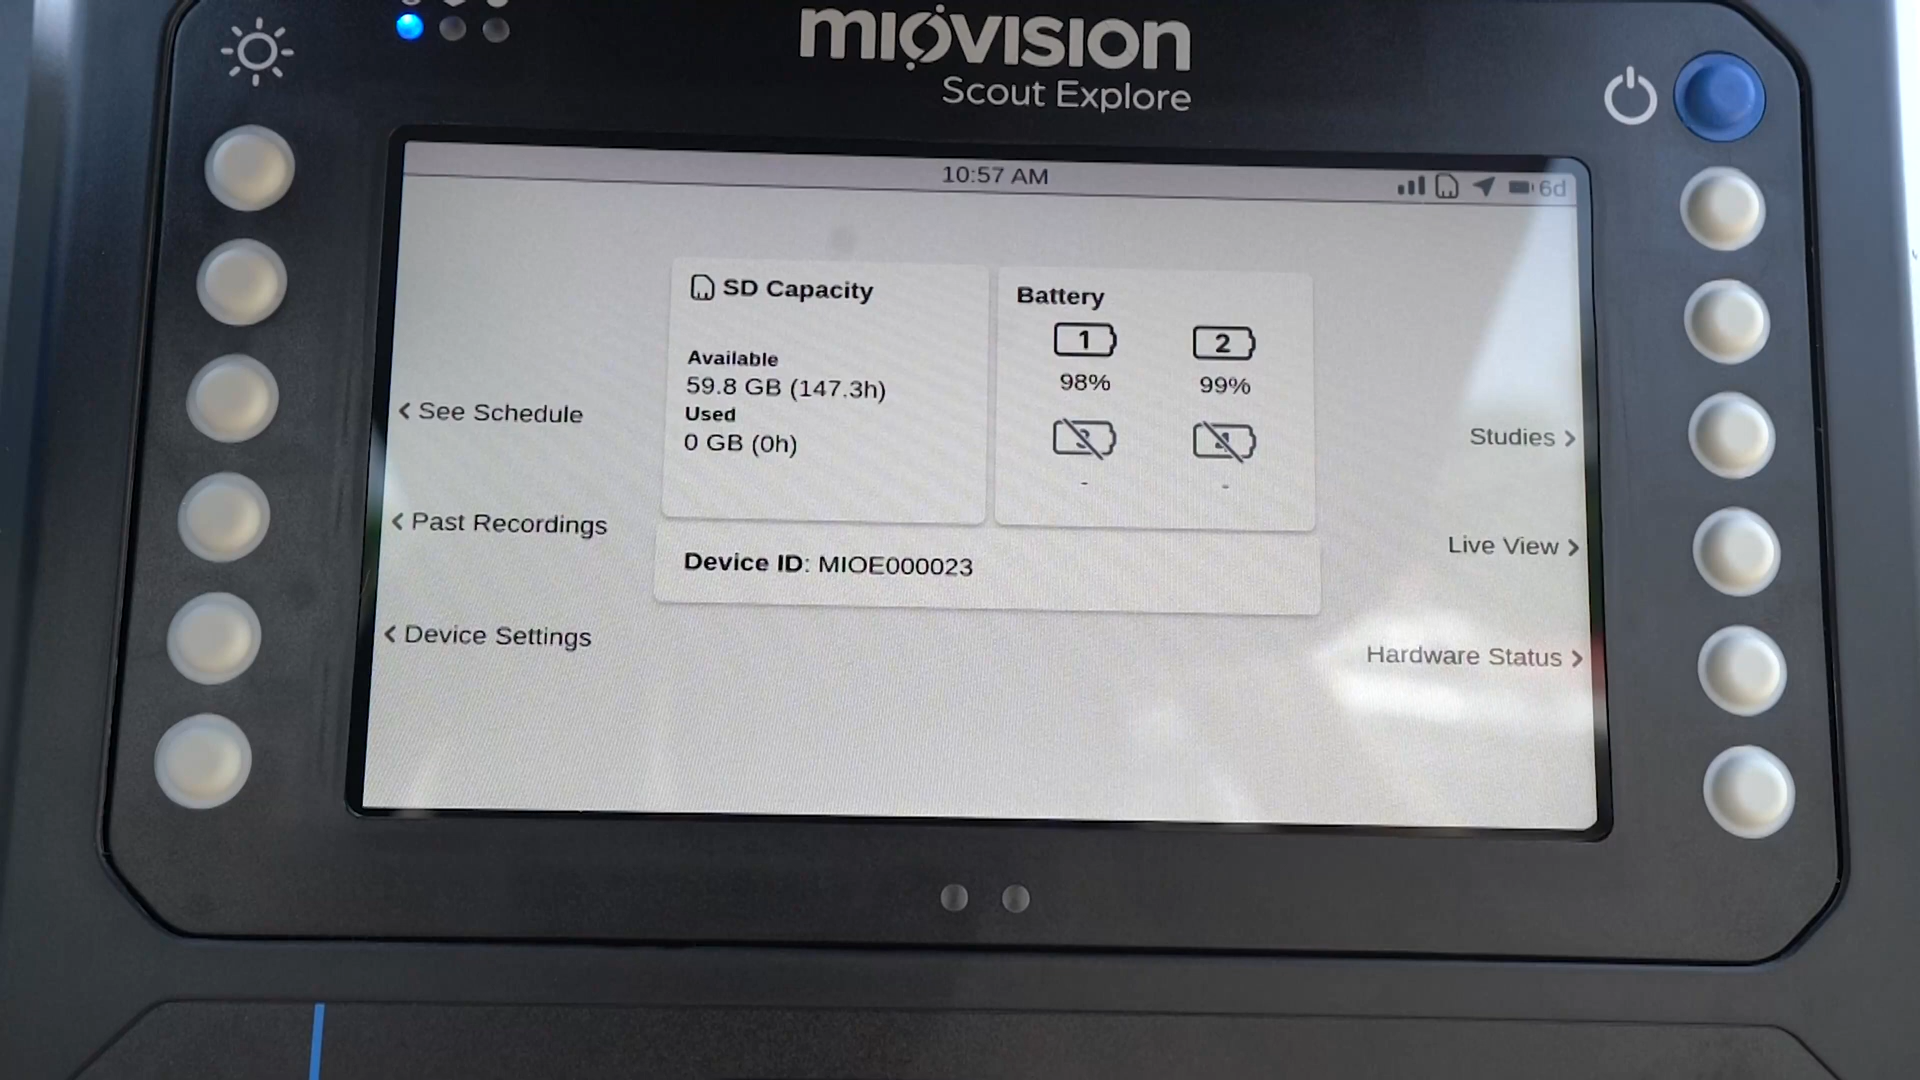 miovision
Scout Explore
10:57 AM
6d
SD Capacity
Available
59.8 GB (147.3h)
Used
0 GB (0h)
Battery
1
2
98%
99%
3
4
-
-
Device ID: MIOE000023
< See Schedule
< Past Recordings
< Device Settings
Studies >
Live View >
Hardware Status >